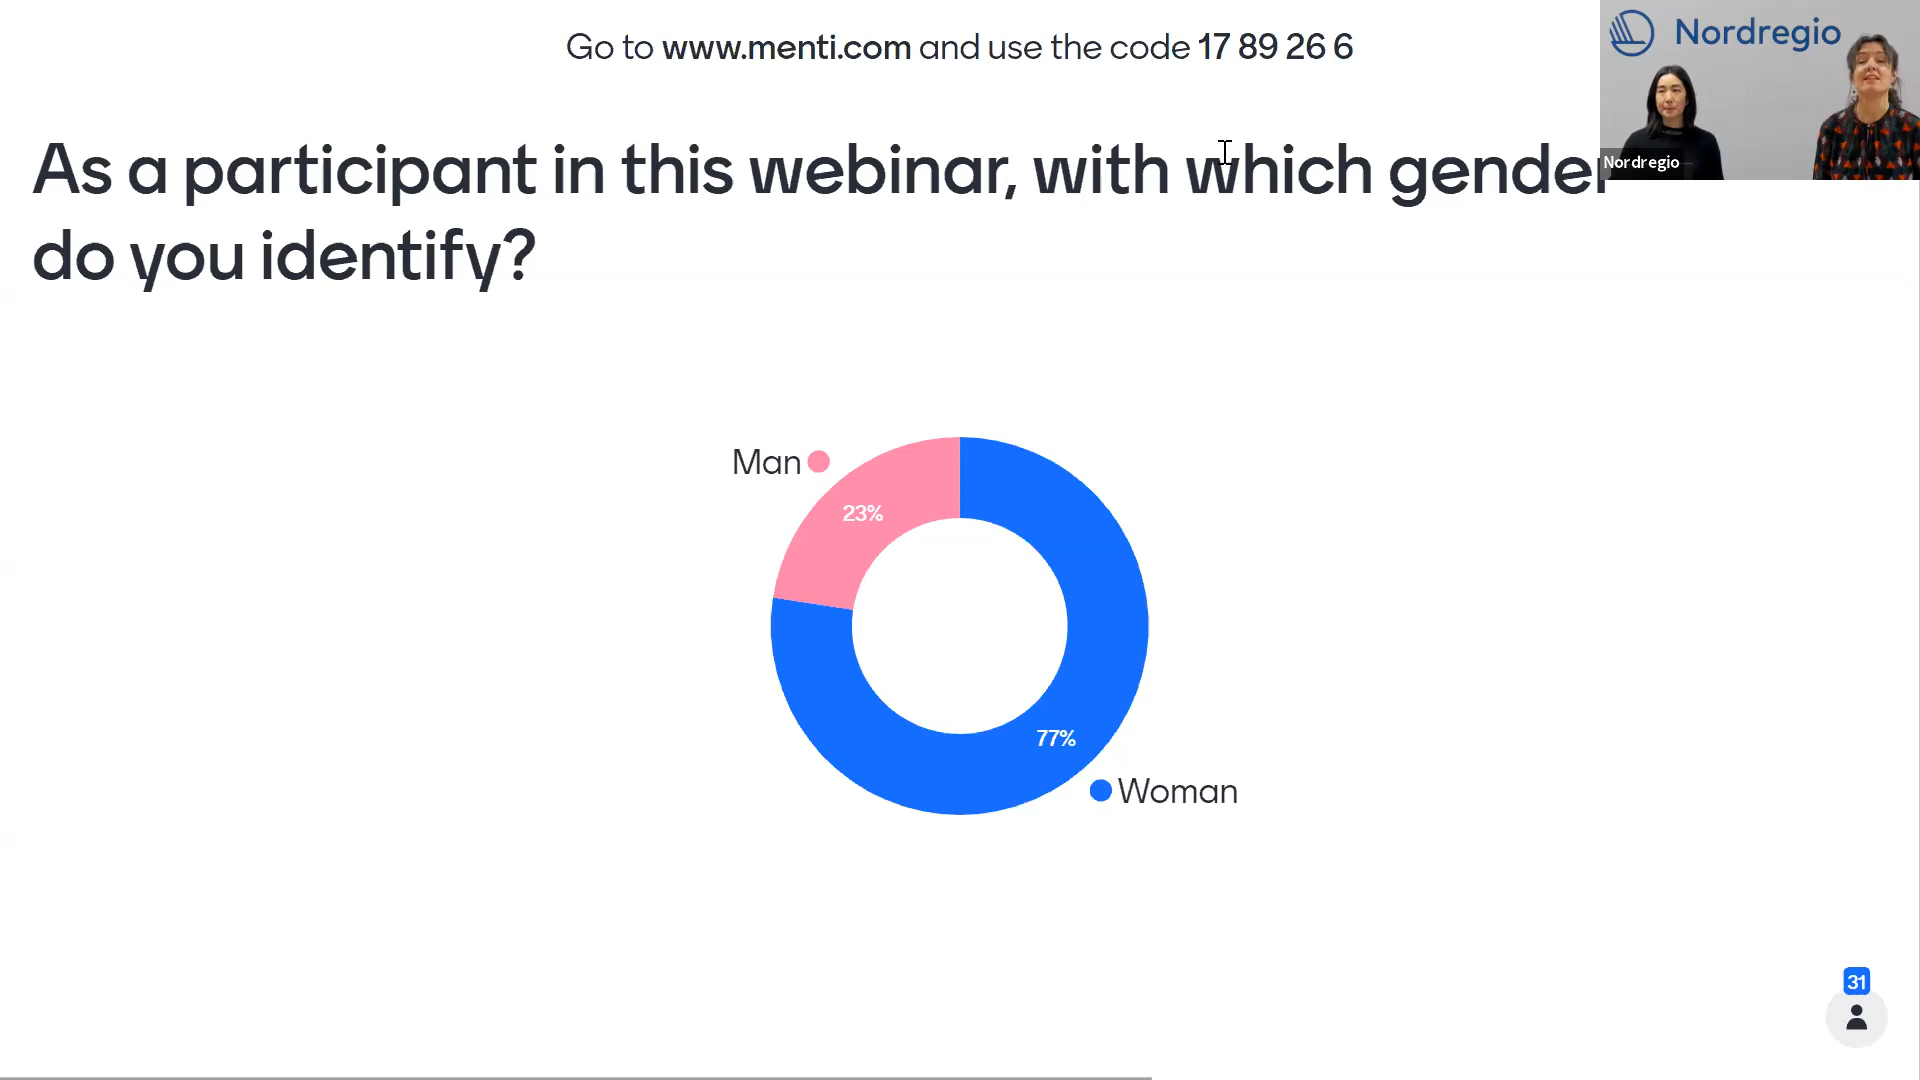 Go to www.menti.com and use the code 17 89 26 6
Nordregio
As a participant in this webinar, with which gender
Nordregio
do you identify?
Man
23%
77%
Woman
31